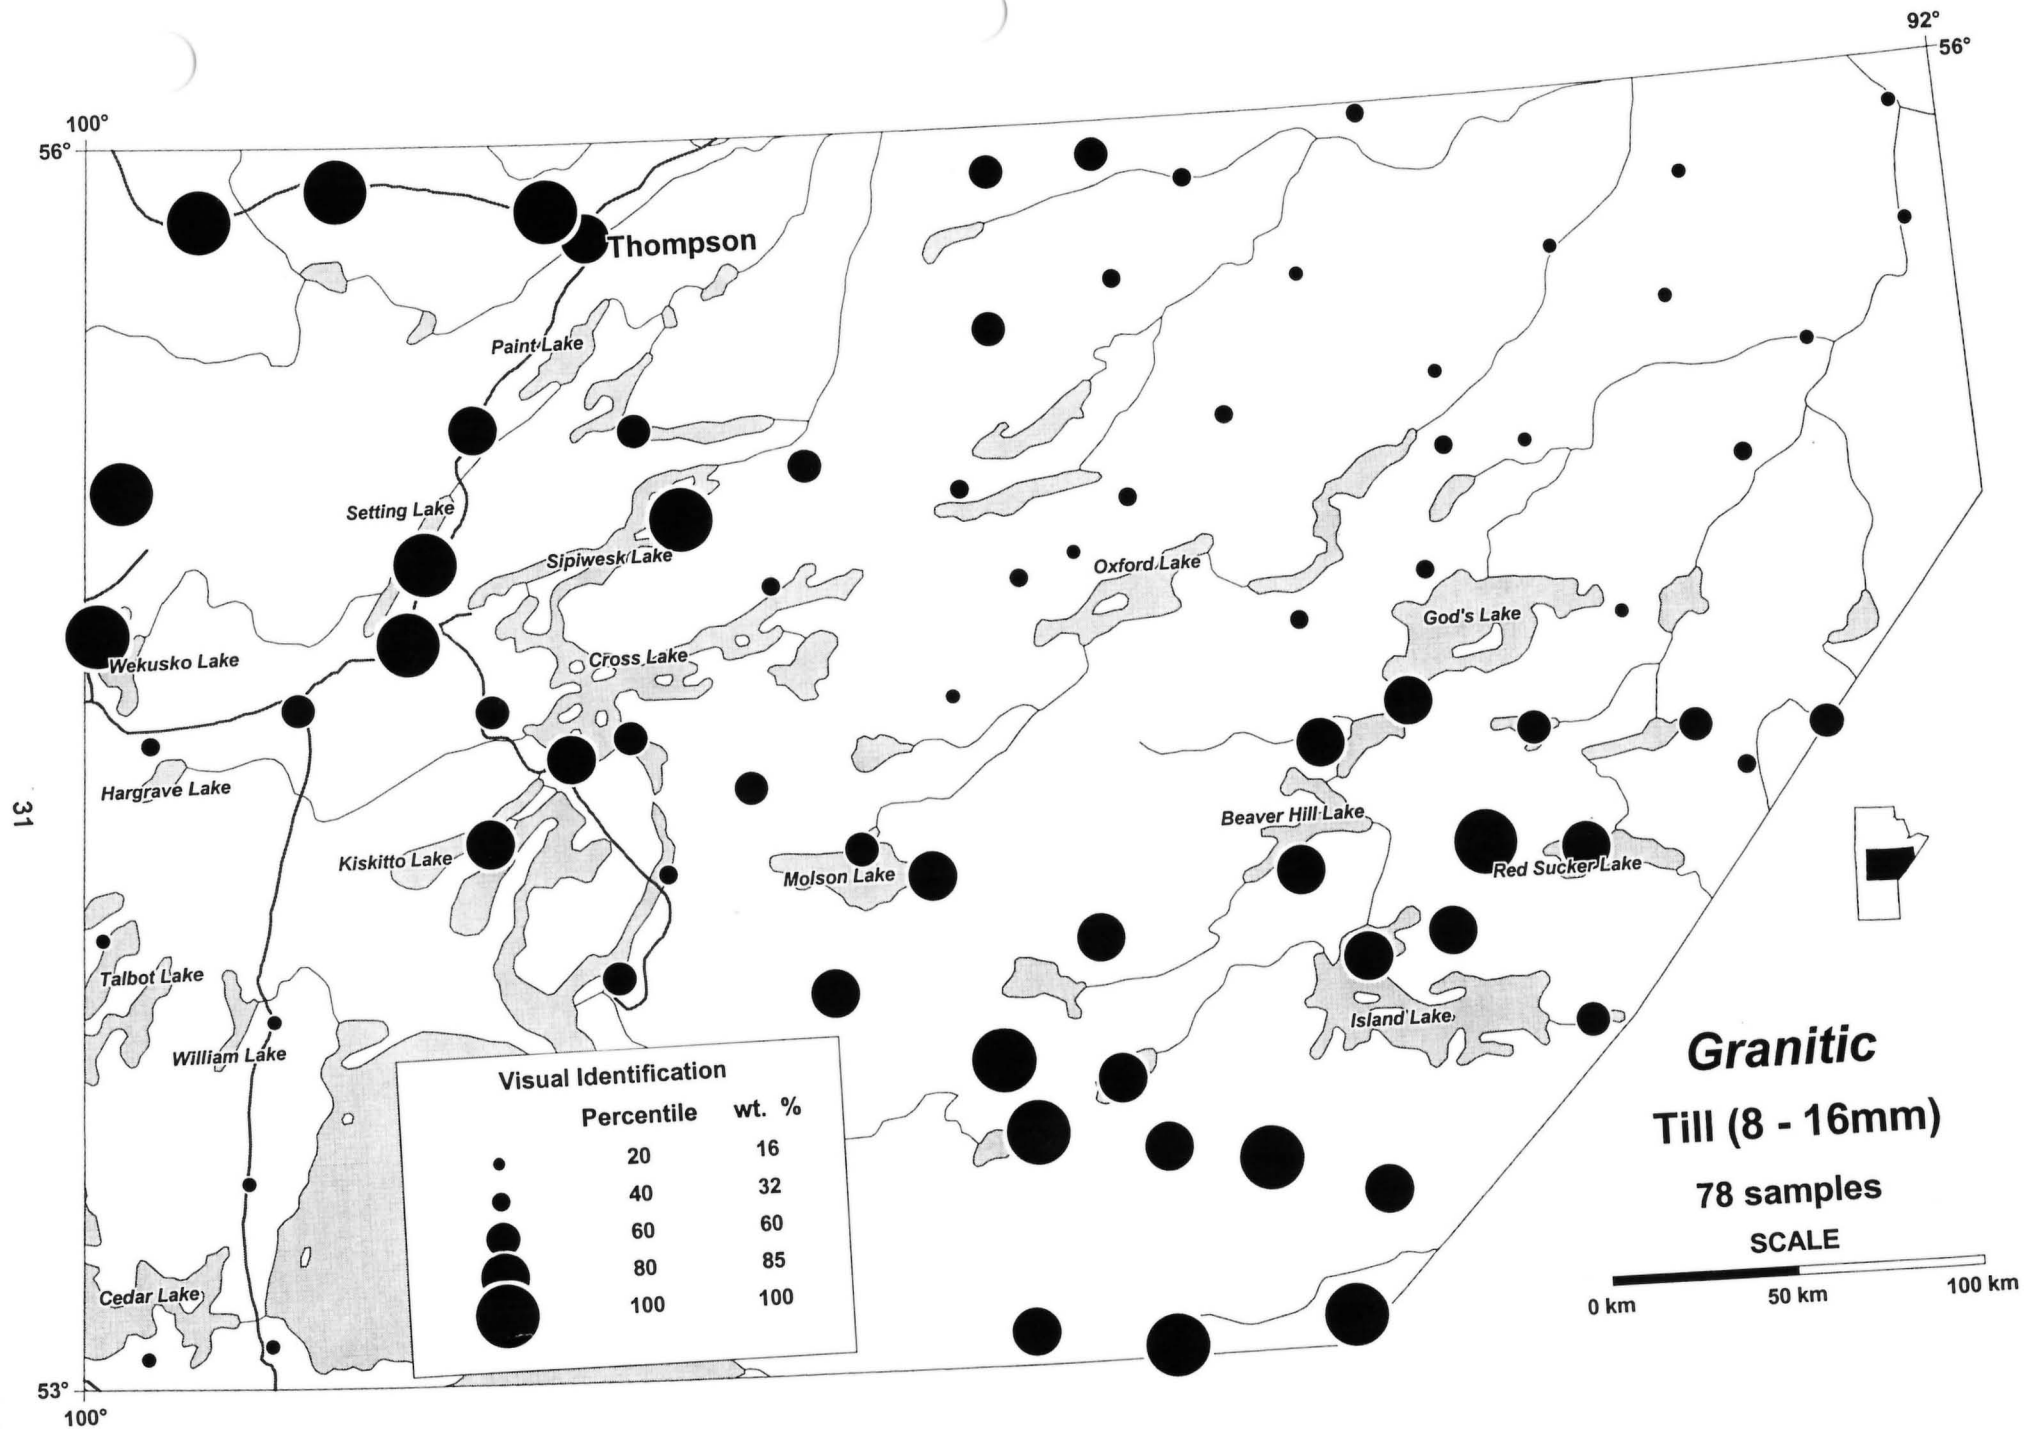 92°
56°
100°
56°
Thompson
Paint Lake
Setting Lake
Sipiwesk Lake
Oxford Lake
God's Lake
Wekusko Lake
Cross Lake
Hargrave Lake
Beaver Hill Lake
31
Kiskitto Lake
Molson Lake
Red Sucker Lake
Talbot Lake
Island Lake
William Lake
Granitic
Till (8 - 16mm)
78 samples
SCALE
0 km 50 km 100 km
Visual Identification
Percentile wt. %
20 16
40 32
60 60
80 85
100 100
Cedar Lake
53°
100°